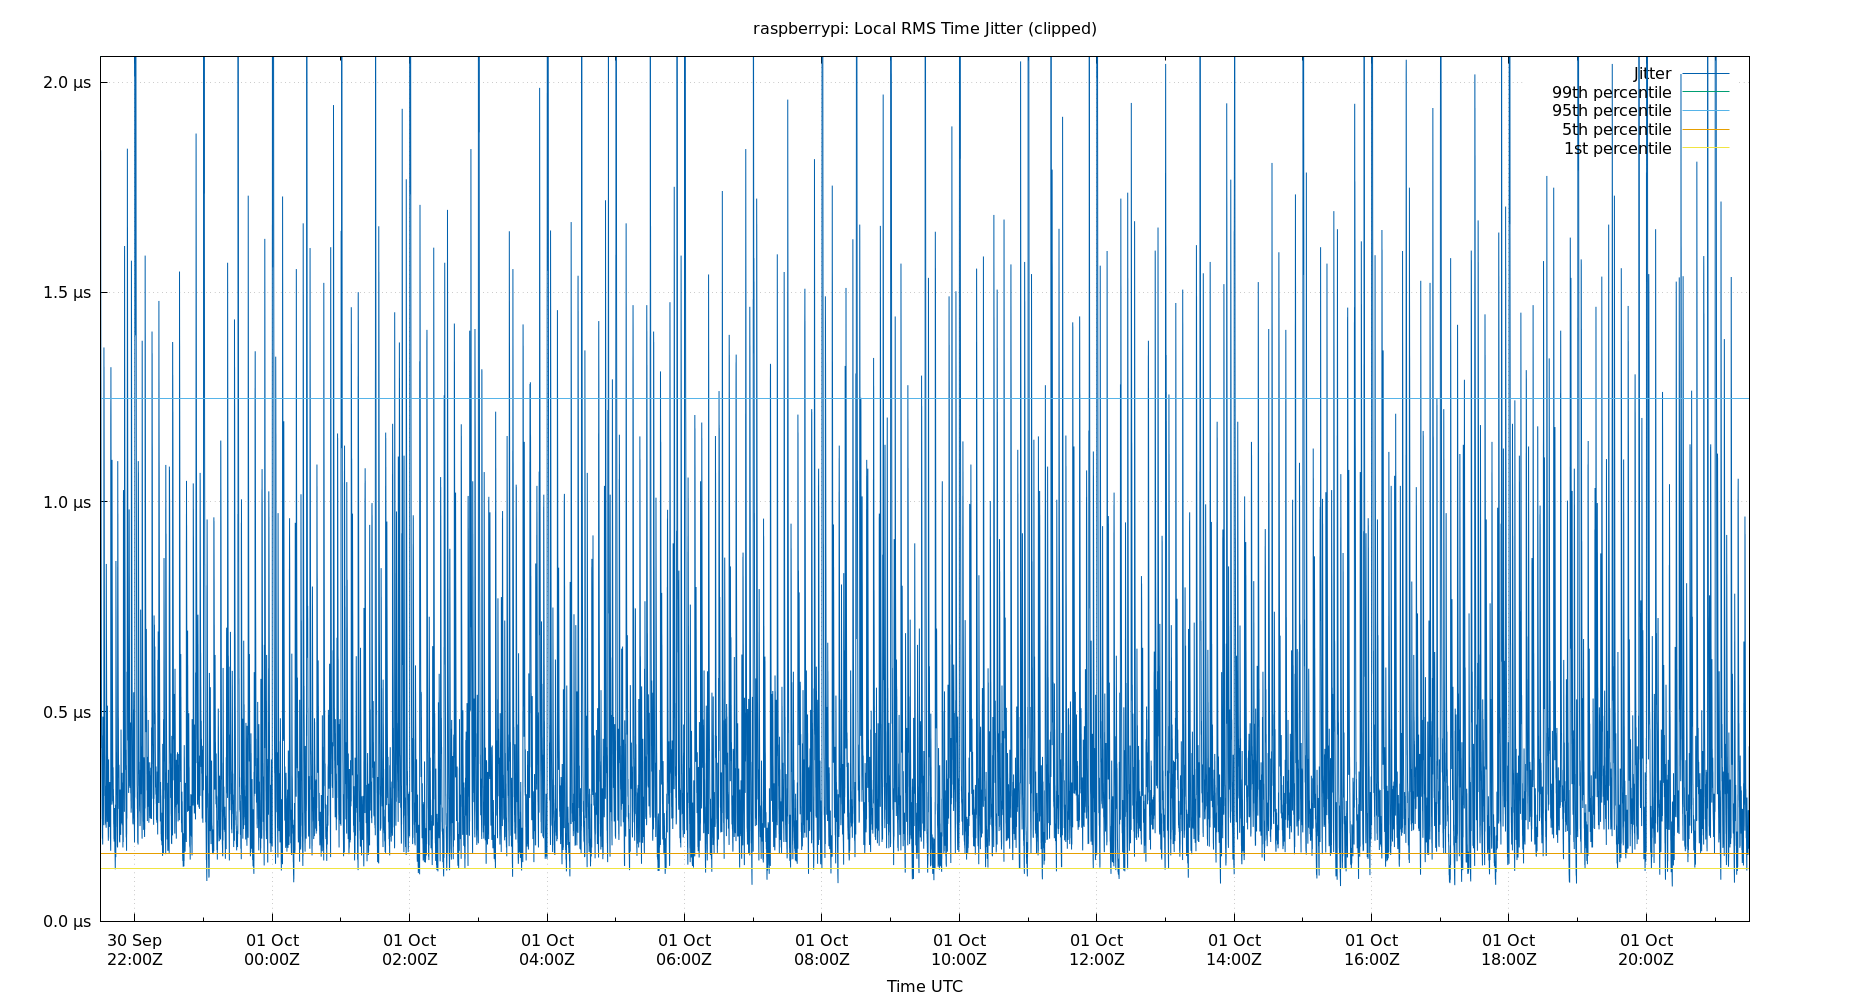 raspberrypi: Local RMS Time Jitter (clipped)
2.0 µs
1.5 µs
1.0 µs
0.5 µs
0.0 µs
Jitter
99th percentile
95th percentile
5th percentile
1st percentile
30 Sep 01 Oct 01 Oct 01 Oct 01 Oct 01 Oct 01 Oct 01 Oct 01 Oct 01 Oct 01 Oct 01 Oct
22:00Z 00:00Z 02:00Z 04:00Z 06:00Z 08:00Z 10:00Z 12:00Z 14:00Z 16:00Z 18:00Z 20:00Z
Time UTC